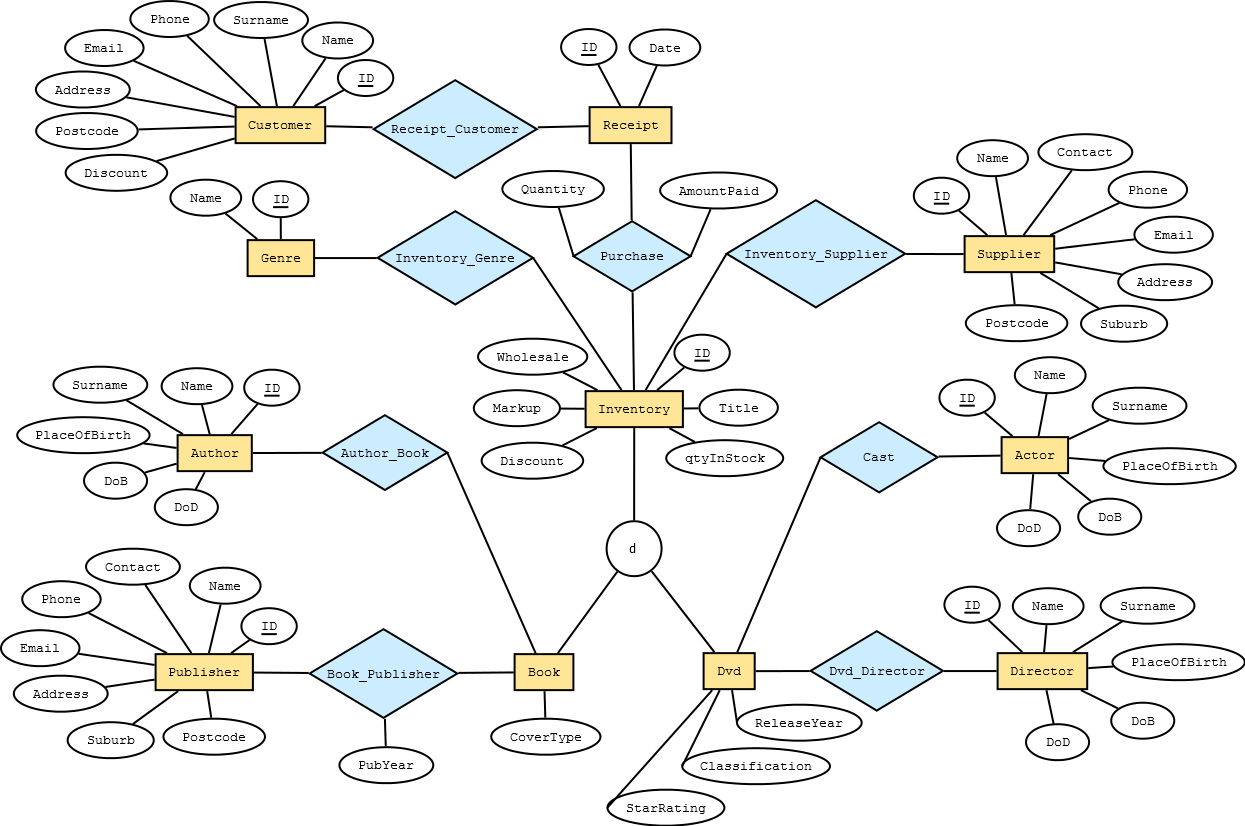 Phone
Surname
Name
Email
ID
Address
Postcode
Discount
Customer
Receipt_Customer
ID
Date
Receipt
Name
ID
Genre
Inventory_Genre
Quantity
AmountPaid
Purchase
Inventory_Supplier
Name
Contact
ID
Phone
Email
Supplier
Address
Postcode
Suburb
Wholesale
ID
Markup
Inventory
Title
Discount
qtyInStock
Surname
Name
ID
PlaceOfBirth
Author
DoB
DoD
Author_Book
Cast
Name
ID
Surname
Actor
PlaceOfBirth
DoD
DoB
d
Contact
Name
Phone
ID
Email
Publisher
Address
Suburb
Postcode
Book_Publisher
PubYear
Book
CoverType
Dvd
ReleaseYear
Classification
StarRating
Dvd_Director
ID
Name
Surname
Director
PlaceOfBirth
DoB
DoD